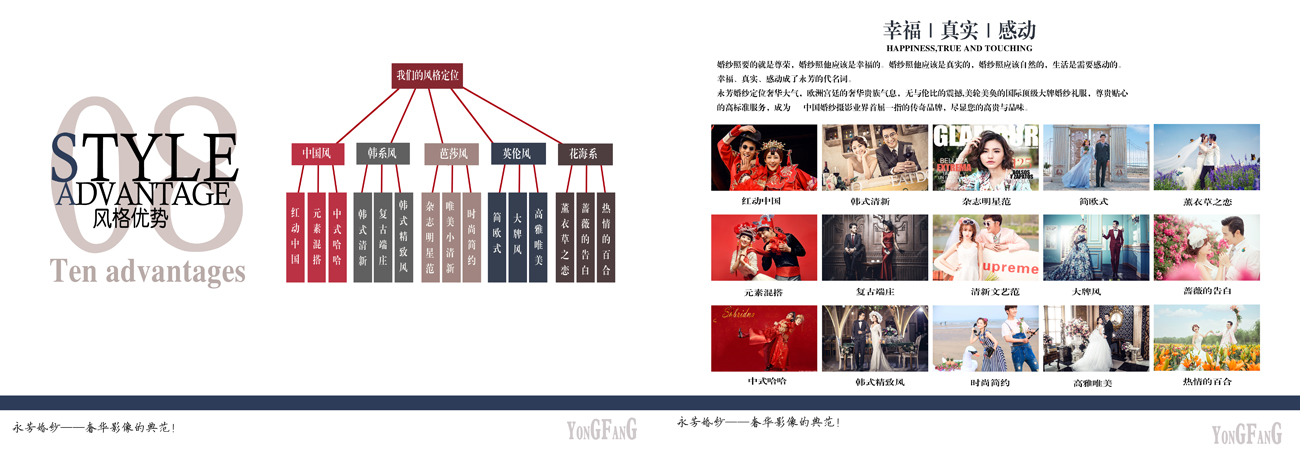 08
STYLE
ADVANTAGE
风格优势
Ten advantages
我们的风格定位
中国风
韩系风
芭莎风
英伦风
花海系
红动中国
元素混搭
中式哈哈
韩式清新
复古端庄
韩式精致风
杂志明星范
唯美小清新
时尚简约
简欧式
大牌风
高雅唯美
薰衣草之恋
蔷薇的告白
热情的百合
永芳婚纱——奢华影像的典范!
YONGFANG
幸福 | 真实 | 感动
HAPPINESS,TRUE AND TOUCHING
婚纱照要的就是尊荣，婚纱照他应该是幸福的。婚纱照他应该是真实的，婚纱照应该自然的，生活是需要感动的。
幸福、真实、感动成了永芳的代名词。
永芳婚纱定位奢华大气，欧洲宫廷的奢华贵族气息，无与伦比的震撼,美轮美奂的国际顶级大牌婚纱礼服，尊贵贴心
的高标准服务，成为 中国婚纱摄影业界首屈一指的传奇品牌，尽显您的高贵与品味。
GLAMOUR
BELLEZA
EXTREMA
红动中国
韩式清新
杂志明星范
简欧式
薰衣草之恋
upreme
元素混搭
复古端庄
清新文艺范
大牌风
蔷薇的告白
中式哈哈
韩式精致风
时尚简约
高雅唯美
热情的百合
永芳婚纱——奢华影像的典范!
YONGFANG